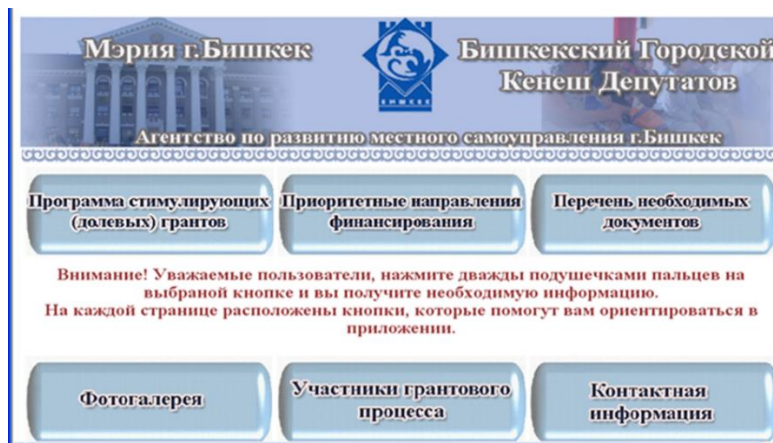 Мэрия г.Бишкек
Бишкекский Городской
Кенеш Депутатов
БИШКЕК
Агентство по развитию местного самоуправления г.Бишкек
Программа стимулирующих
(долевых) грантов
Приоритетные направления
финансирования
Перечень необходимых
документов
Внимание! Уважаемые пользователи, нажмите дважды подушечками пальцев на
выбраной кнопке и вы получите необходимую информацию.
На каждой странице расположены кнопки, которые помогут вам ориентироваться в
приложении.
Фотогалерея
Участники грантового
процесса
Контактная
информация